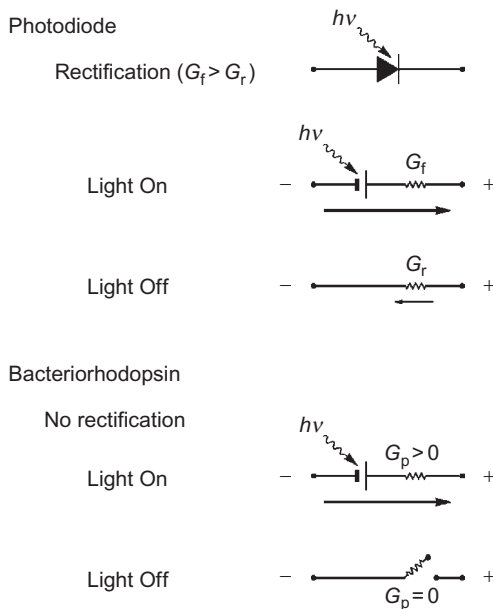 Photodiode
hν
Rectification (Gf > Gr)
hν
Light On
−
Gf
+
Light Off
−
Gr
+
Bacteriorhodopsin
No rectification
hν
Light On
−
Gp > 0
+
Light Off
−
Gp = 0
+